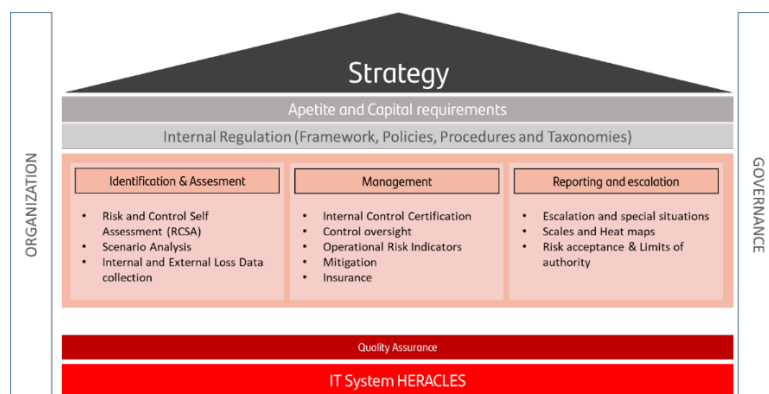 Strategy
Apetite and Capital requirements
Internal Regulation (Framework, Policies, Procedures and Taxonomies)
ORGANIZATION
Identification & Assesment
• Risk and Control Self
Assessment (RCSA)
• Scenario Analysis
• Internal and External Loss Data
collection
Management
• Internal Control Certification
• Control oversight
• Operational Risk Indicators
• Mitigation
• Insurance
Reporting and escalation
• Escalation and special situations
• Scales and Heat maps
• Risk acceptance & Limits of
authority
GOVERNANCE
Quality Assurance
IT System HERACLES